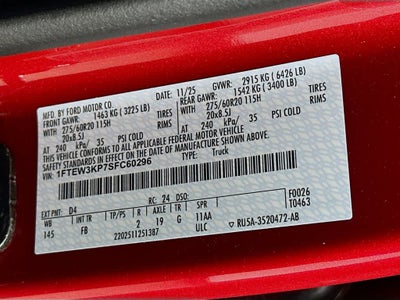 MFD. BY FORD MOTOR CO.
11/25 GVWR: 2915 KG ( 6426 LB)
FRONT GAWR: 1463 KG ( 3225 LB)
REAR GAWR: 1542 KG ( 3400 LB)
275/60R20 115H
275/60R20 115H
20x8.5J
20x8.5J
AT 240 kPa/ 35 PSI COLD
AT 240 kPa/ 35 PSI COLD
THIS VEHICLE CONFORMS TO ALL APPLICABLE FEDERAL MOTOR VEHICLE
SAFETY STANDARDS IN EFFECT ON THE DATE OF MANUFACTURE SHOWN ABOVE.
VIN: 1FTEW3KP7SFC60296
TYPE: Truck
F0026
T0463
EXT PNT: D4 RC: 24 DSO:
WB INT TR TP/PS R AXLE TR SPR
145 FB 2 19 G 11AA
2202511251387 ULC
RU5A-3520472-AB